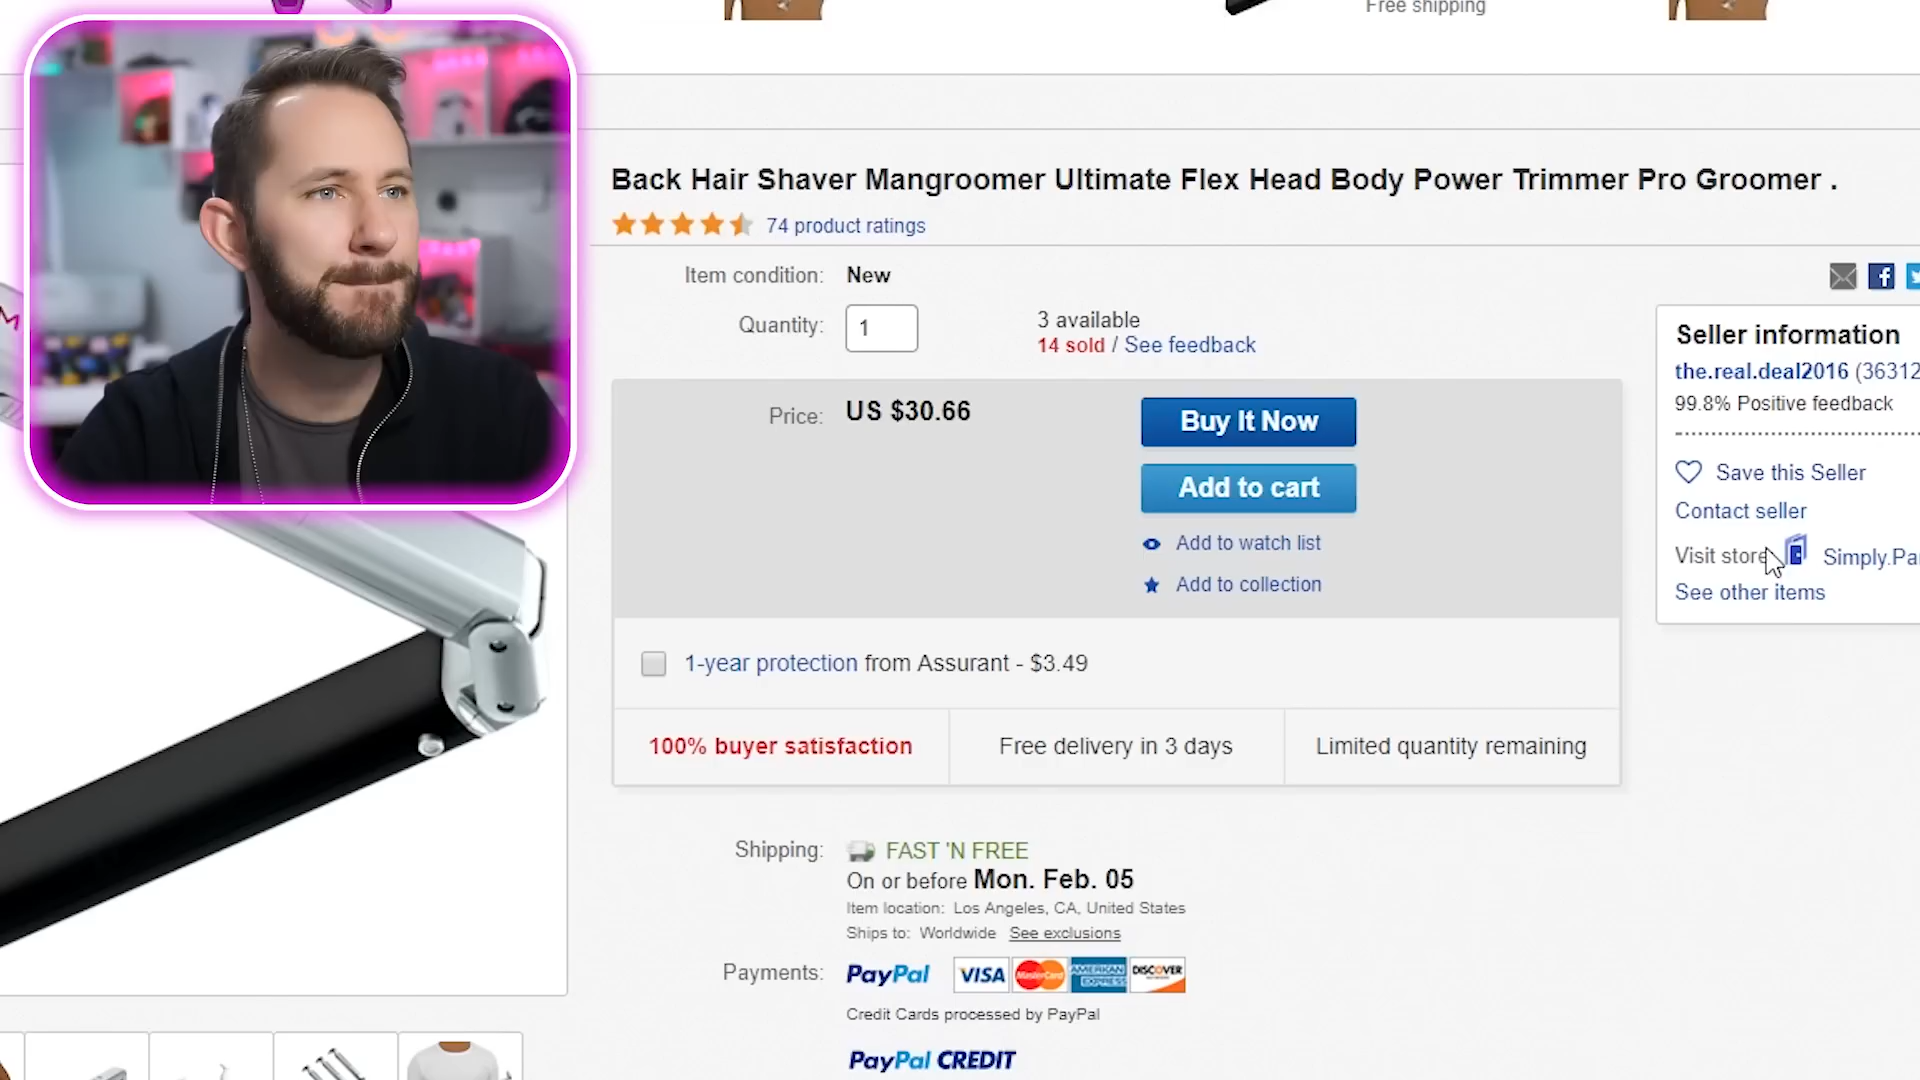 Free shipping
Back Hair Shaver Mangroomer Ultimate Flex Head Body Power Trimmer Pro Groomer .
74 product ratings
Item condition: New
Quantity: 1
3 available
14 sold / See feedback
Price: US $30.66
Buy It Now
Add to cart
Add to watch list
Add to collection
1-year protection from Assurant - $3.49
100% buyer satisfaction
Free delivery in 3 days
Limited quantity remaining
Shipping: FAST 'N FREE
On or before Mon. Feb. 05
Item location: Los Angeles, CA, United States
Ships to: Worldwide See exclusions
Payments: PayPal VISA MasterCard AMERICAN EXPRESS DISCOVER
Credit Cards processed by PayPal
PayPal CREDIT
Seller information
the.real.deal2016 (36312
99.8% Positive feedback
Save this Seller
Contact seller
Visit store Simply.Pa
See other items